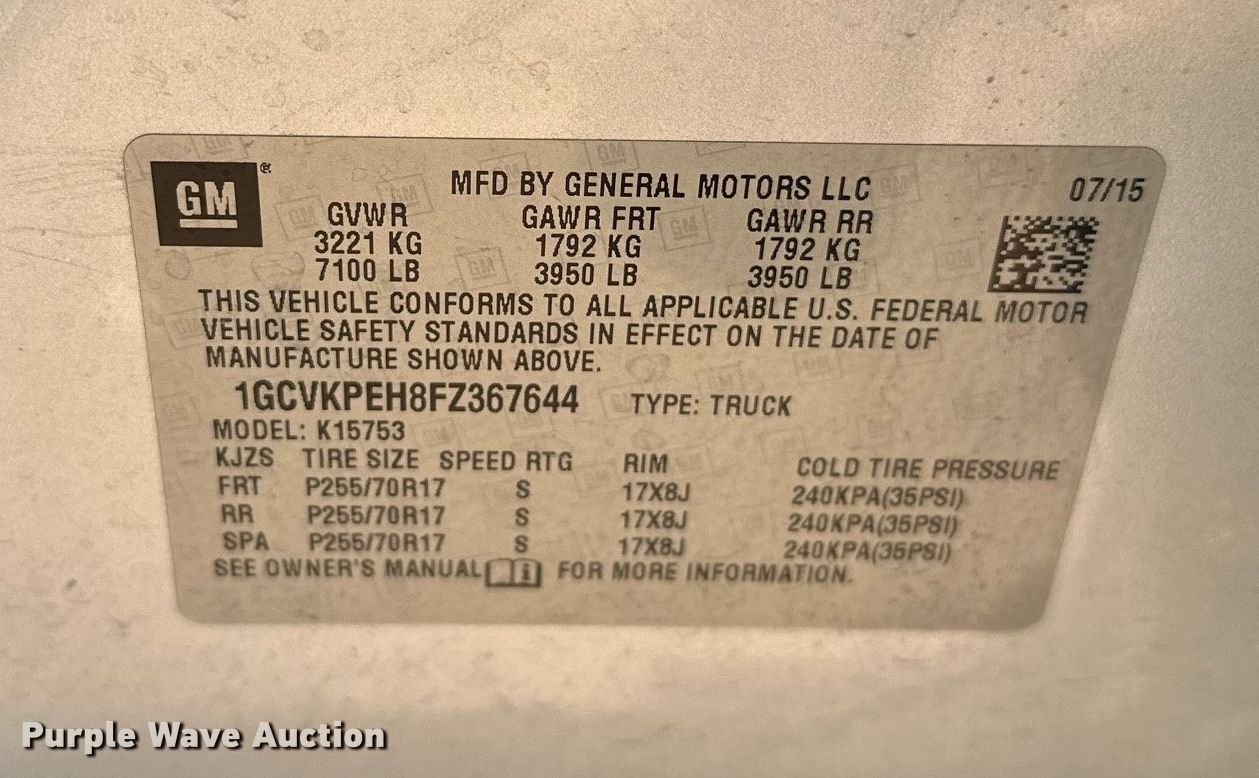 GM®
MFD BY GENERAL MOTORS LLC 07/15
GVWR GAWR FRT GAWR RR
3221 KG 1792 KG 1792 KG
7100 LB 3950 LB 3950 LB
THIS VEHICLE CONFORMS TO ALL APPLICABLE U.S. FEDERAL MOTOR
VEHICLE SAFETY STANDARDS IN EFFECT ON THE DATE OF
MANUFACTURE SHOWN ABOVE.
1GCVKPEH8FZ367644 TYPE: TRUCK
MODEL: K15753
KJZS TIRE SIZE SPEED RTG RIM COLD TIRE PRESSURE
FRT P255/70R17 S 17X8J 240KPA(35PSI)
RR P255/70R17 S 17X8J 240KPA(35PSI)
SPA P255/70R17 S 17X8J 240KPA(35PSI)
SEE OWNER'S MANUAL i FOR MORE INFORMATION.
Purple Wave Auction